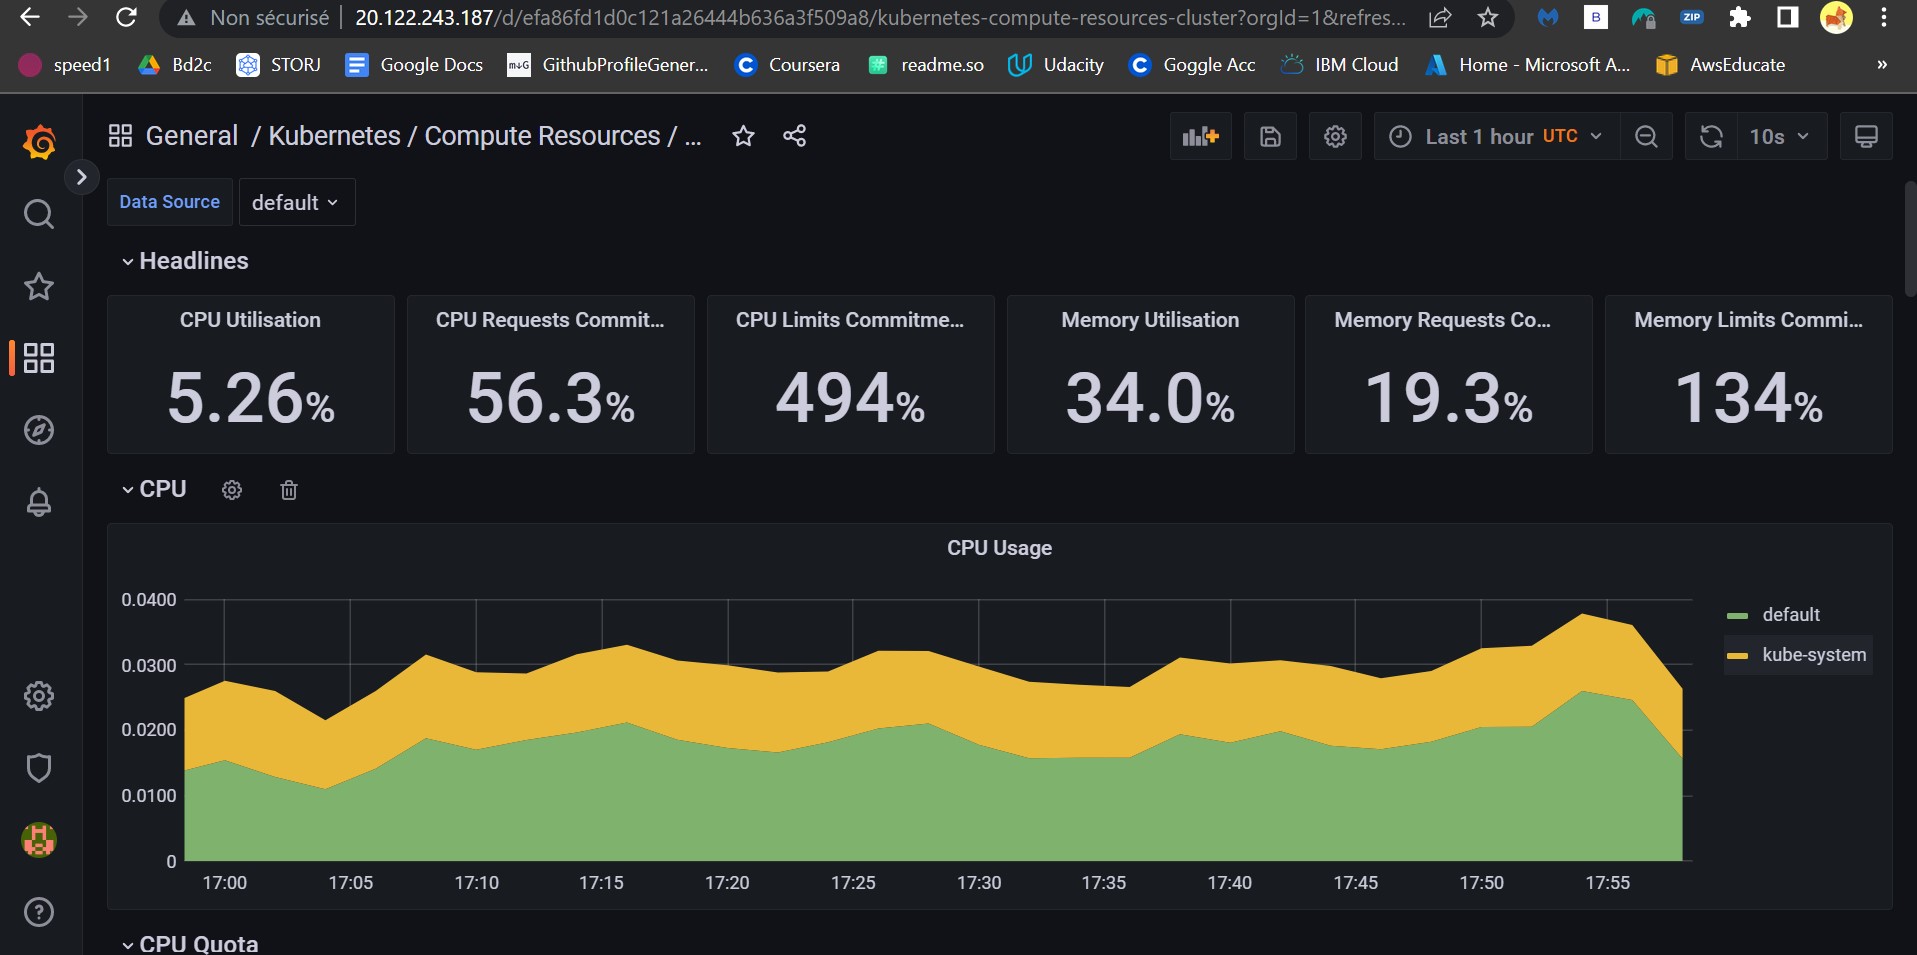 Non sécurisé 20.122.243.187/d/efa86fd1d0c121a26444b636a3f509a8/kubernetes-compute-resources-cluster?orgId=1&refres...
B ZIP
speed1 Bd2c STORJ Google Docs GithubProfileGener... Coursera readme.so Udacity Goggle Acc IBM Cloud Home - Microsoft A... AwsEducate »
General / Kubernetes / Compute Resources / ...
Last 1 hour UTC 10s
Data Source default
Headlines
CPU Utilisation
5.26%
CPU Requests Commit...
56.3%
CPU Limits Commitme...
494%
Memory Utilisation
34.0%
Memory Requests Co...
19.3%
Memory Limits Commi...
134%
CPU
CPU Usage
0.0400
0.0300
0.0200
0.0100
0
17:00 17:05 17:10 17:15 17:20 17:25 17:30 17:35 17:40 17:45 17:50 17:55
default
kube-system
CPU Quota